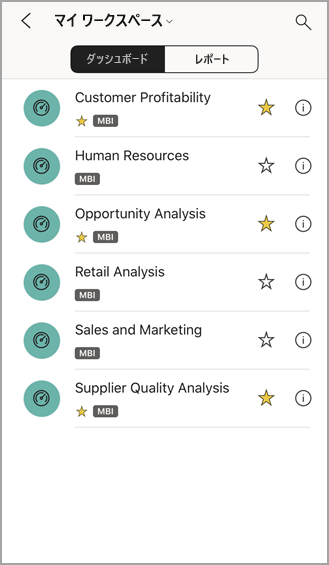 マイ ワークスペース
ダッシュボード レポート
Customer Profitability
MBI
Human Resources
MBI
Opportunity Analysis
MBI
Retail Analysis
MBI
Sales and Marketing
MBI
Supplier Quality Analysis
MBI